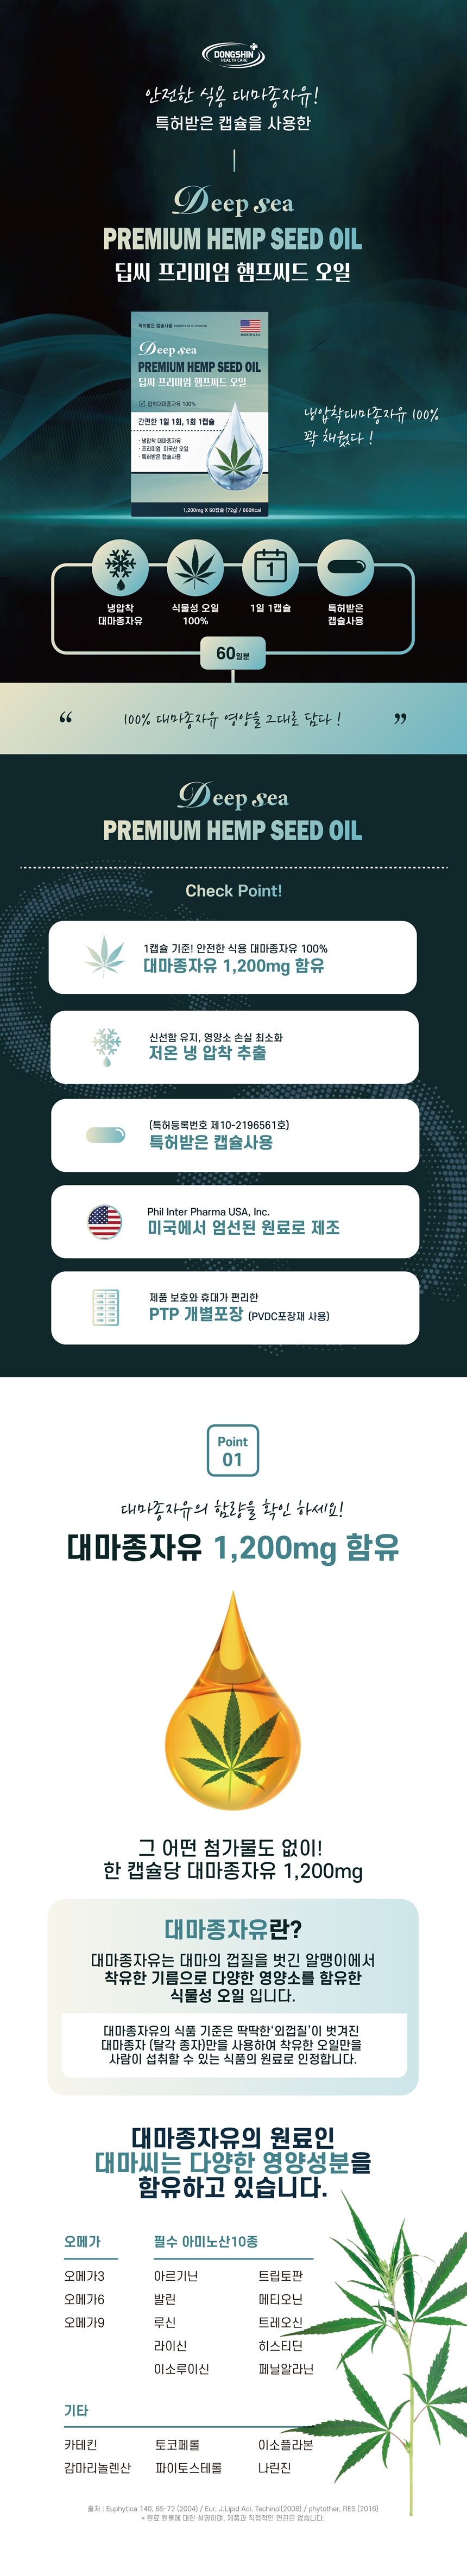 DONGSHIN
HEALTH CARE
안전한 식용 대마종자유!
특허받은 캡슐을 사용한
Deep sea
PREMIUM HEMP SEED OIL
딥씨 프리미엄 햄프씨드 오일
특허받은 캡슐사용
MADE IN U.S.A
Deep sea
PREMIUM HEMP SEED OIL
딥씨 프리미엄 햄프씨드 오일
압착대마종자유 100%
간편한 1일 1회, 1회 1캡슐
· 냉압착 대마종자유
· 프리미엄 미국산 오일
· 특허받은 캡슐사용
1,200mg X 60캡슐 (72g) / 660Kcal
냉압착대마종자유 100%
꽉 채웠다 !
1
냉압착
대마종자유
식물성 오일
100%
1일 1캡슐
특허받은
캡슐사용
60일분
“ 100% 대마종자유 영양을 그대로 담다 ! ”
Deep sea
PREMIUM HEMP SEED OIL
Check Point!
1캡슐 기준! 안전한 식용 대마종자유 100%
대마종자유 1,200mg 함유
신선함 유지, 영양소 손실 최소화
저온 냉 압착 추출
(특허등록번호 제10-2196561호)
특허받은 캡슐사용
Phil Inter Pharma USA, Inc.
미국에서 엄선된 원료로 제조
제품 보호와 휴대가 편리한
PTP 개별포장 (PVDC포장재 사용)
Point
01
대마종자유의 함량을 확인 하세요!
대마종자유 1,200mg 함유
그 어떤 첨가물도 없이!
한 캡슐당 대마종자유 1,200mg
대마종자유란?
대마종자유는 대마의 껍질을 벗긴 알맹이에서
착유한 기름으로 다양한 영양소를 함유한
식물성 오일 입니다.
대마종자유의 식품 기준은 딱딱한‘외껍질’이 벗겨진
대마종자 (탈각 종자)만을 사용하여 착유한 오일만을
사람이 섭취할 수 있는 식품의 원료로 인정합니다.
대마종자유의 원료인
대마씨는 다양한 영양성분을
함유하고 있습니다.
오메가
오메가3
오메가6
오메가9
필수 아미노산10종
아르기닌 트립토판
발린 메티오닌
루신 트레오신
라이신 히스티딘
이소루이신 페닐알라닌
기타
카테킨 토코페롤 이소플라본
감마리놀렌산 파이토스테롤 나린진
출처 : Euphytica 140, 65-72 (2004) / Eur, J.Lipid Aci. Techinol(2008) / phytother, RES (2016)
* 원료 원물에 대한 설명이며, 제품과 직접적인 연관은 없습니다.